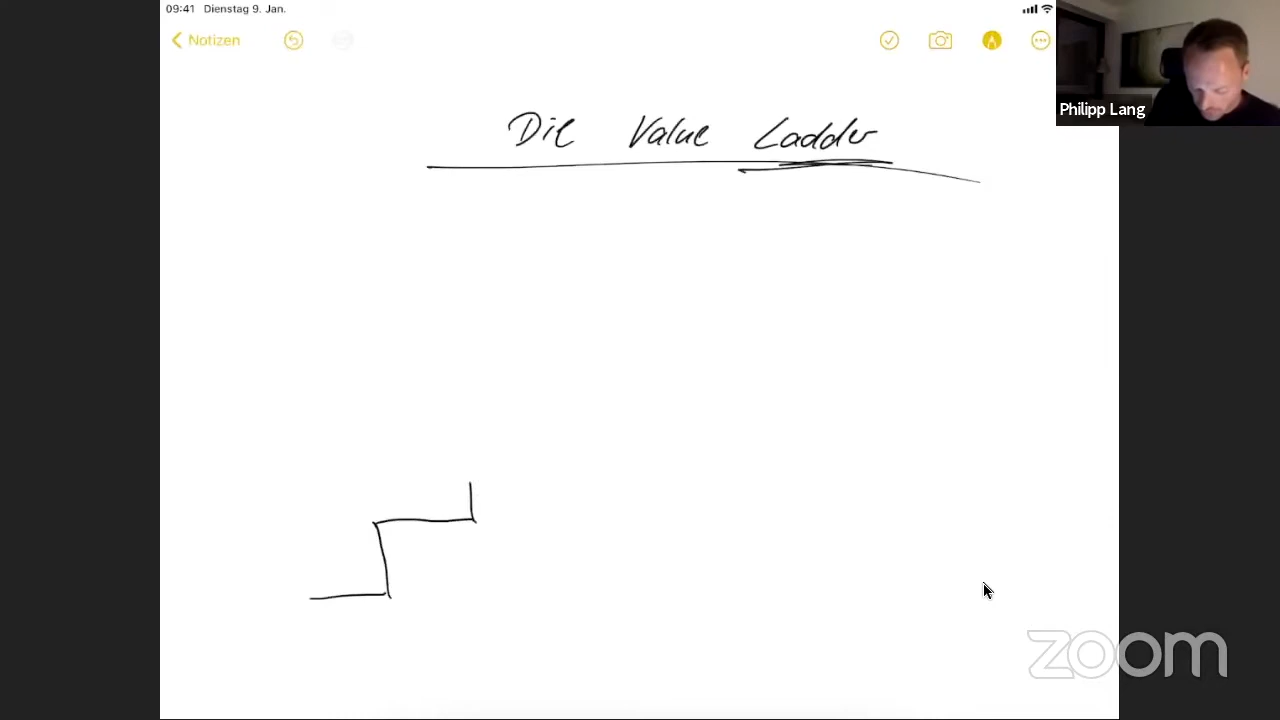 09:41 Dienstag 9. Jan.
Notizen
Philipp Lang
Die Value Ladder
zoom